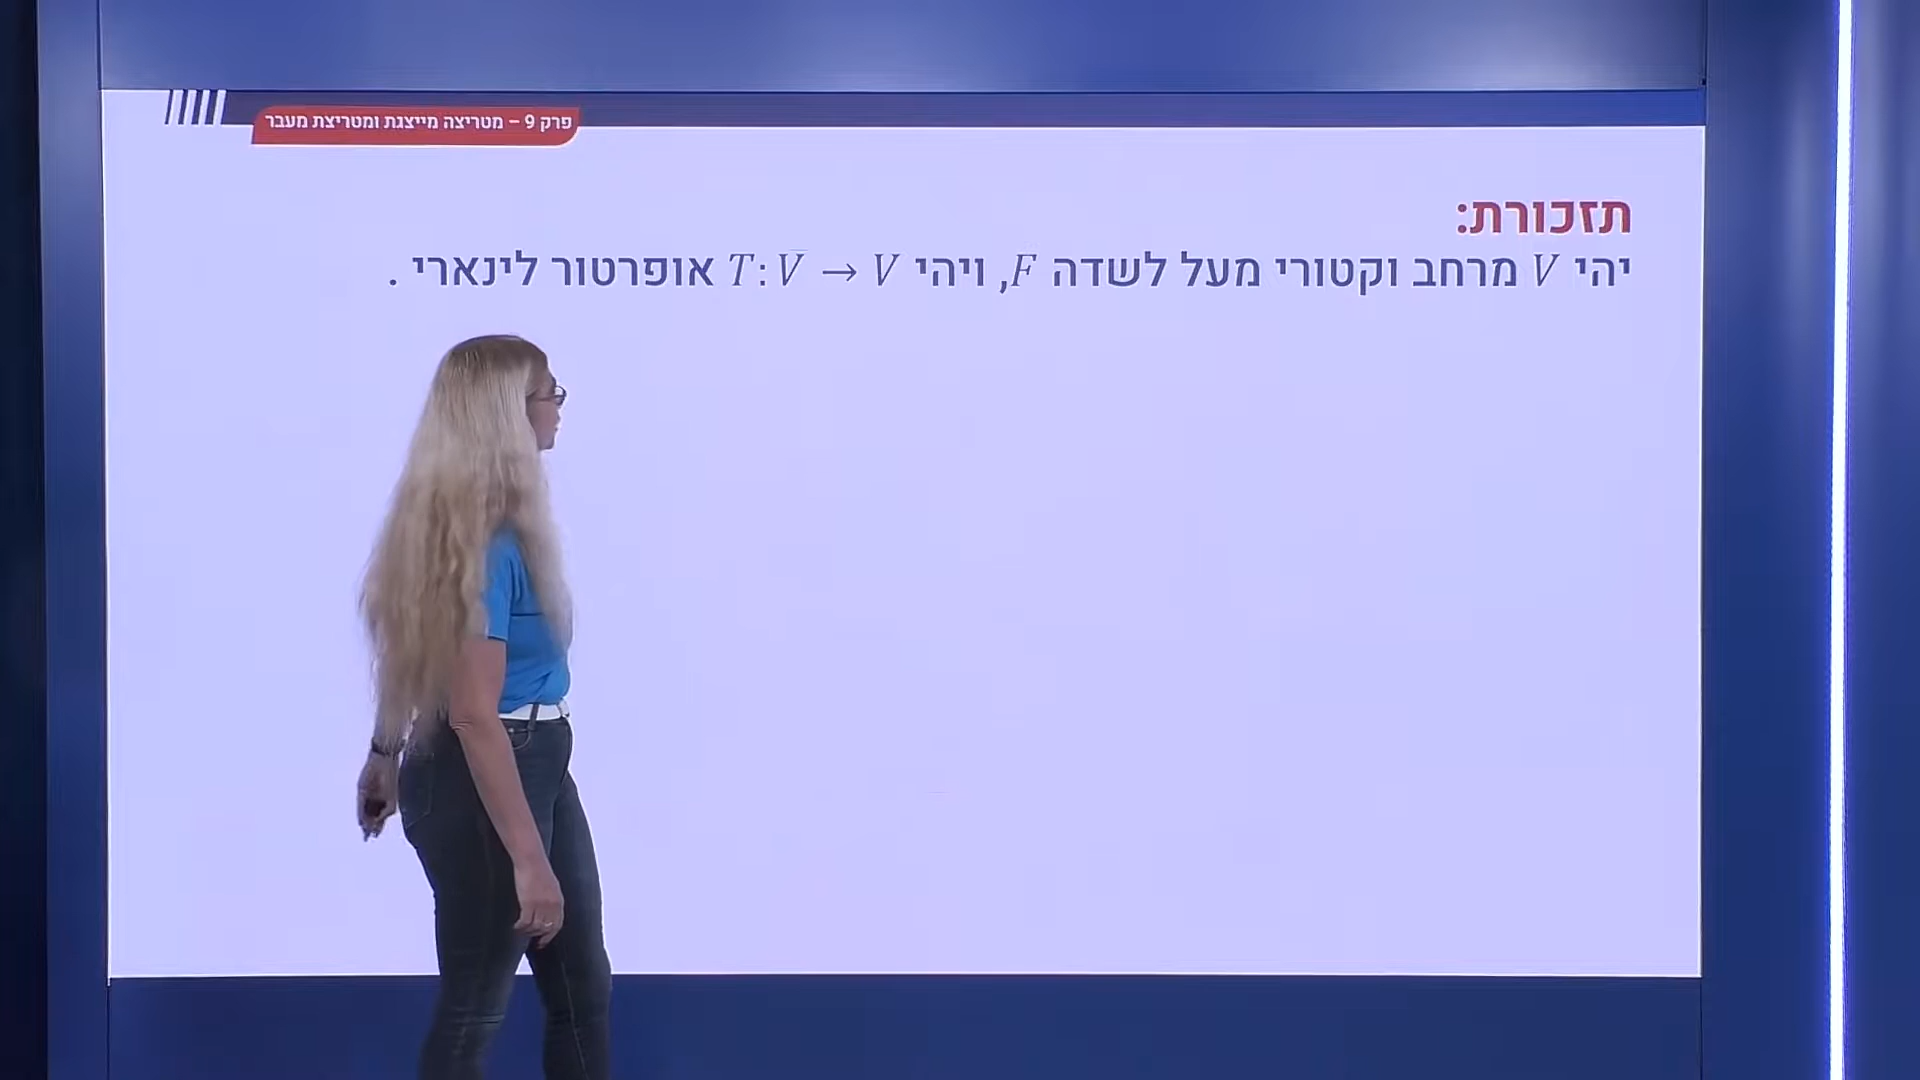 פרק 9 – מטריצה מייצגת ומטריצת מעבר
תזכורת:
יהי V מרחב וקטורי מעל לשדה F, ויהי T: V → V אופרטור לינארי .